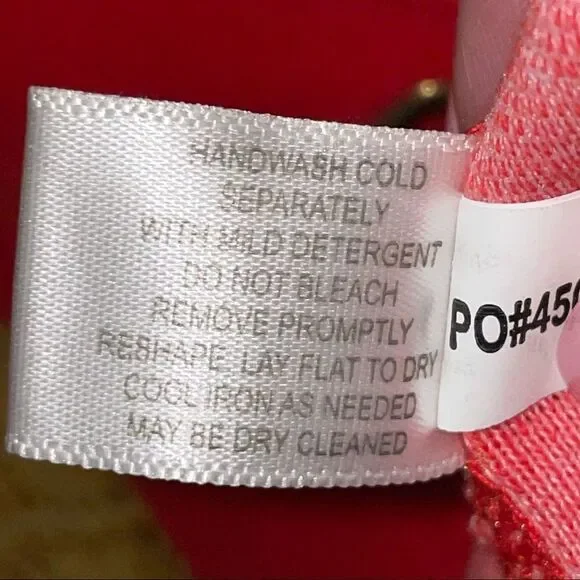 HANDWASH COLD
SEPARATELY
WITH MILD DETERGENT
DO NOT BLEACH
REMOVE PROMPTLY
RESHAPE, LAY FLAT TO DRY
COOL IRON AS NEEDED
MAY BE DRY CLEANED
PO#450